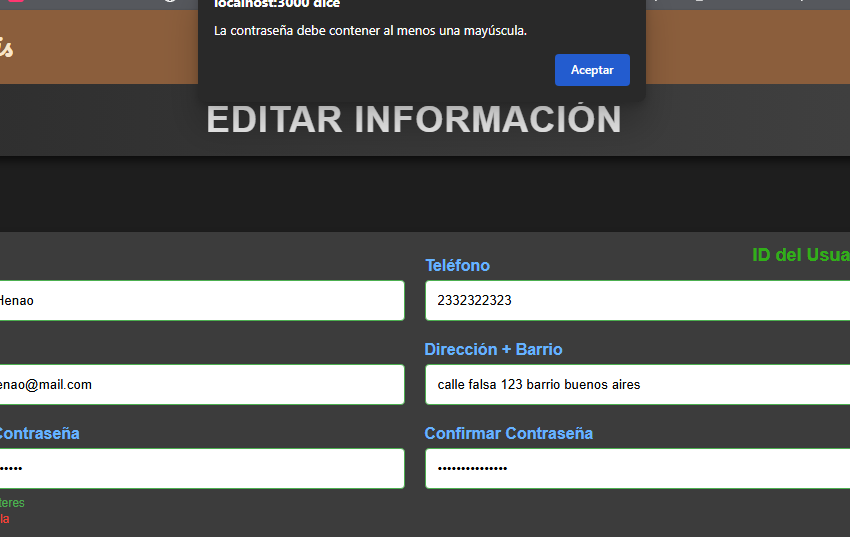 localhost:3000 dice
La contraseña debe contener al menos una mayúscula.
Aceptar
is
EDITAR INFORMACIÓN
ID del Usua
Teléfono
Henao
2332322323
Dirección + Barrio
enao@mail.com
calle falsa 123 barrio buenos aires
Contraseña
Confirmar Contraseña
•••••
•••••••••••••••
teres
la